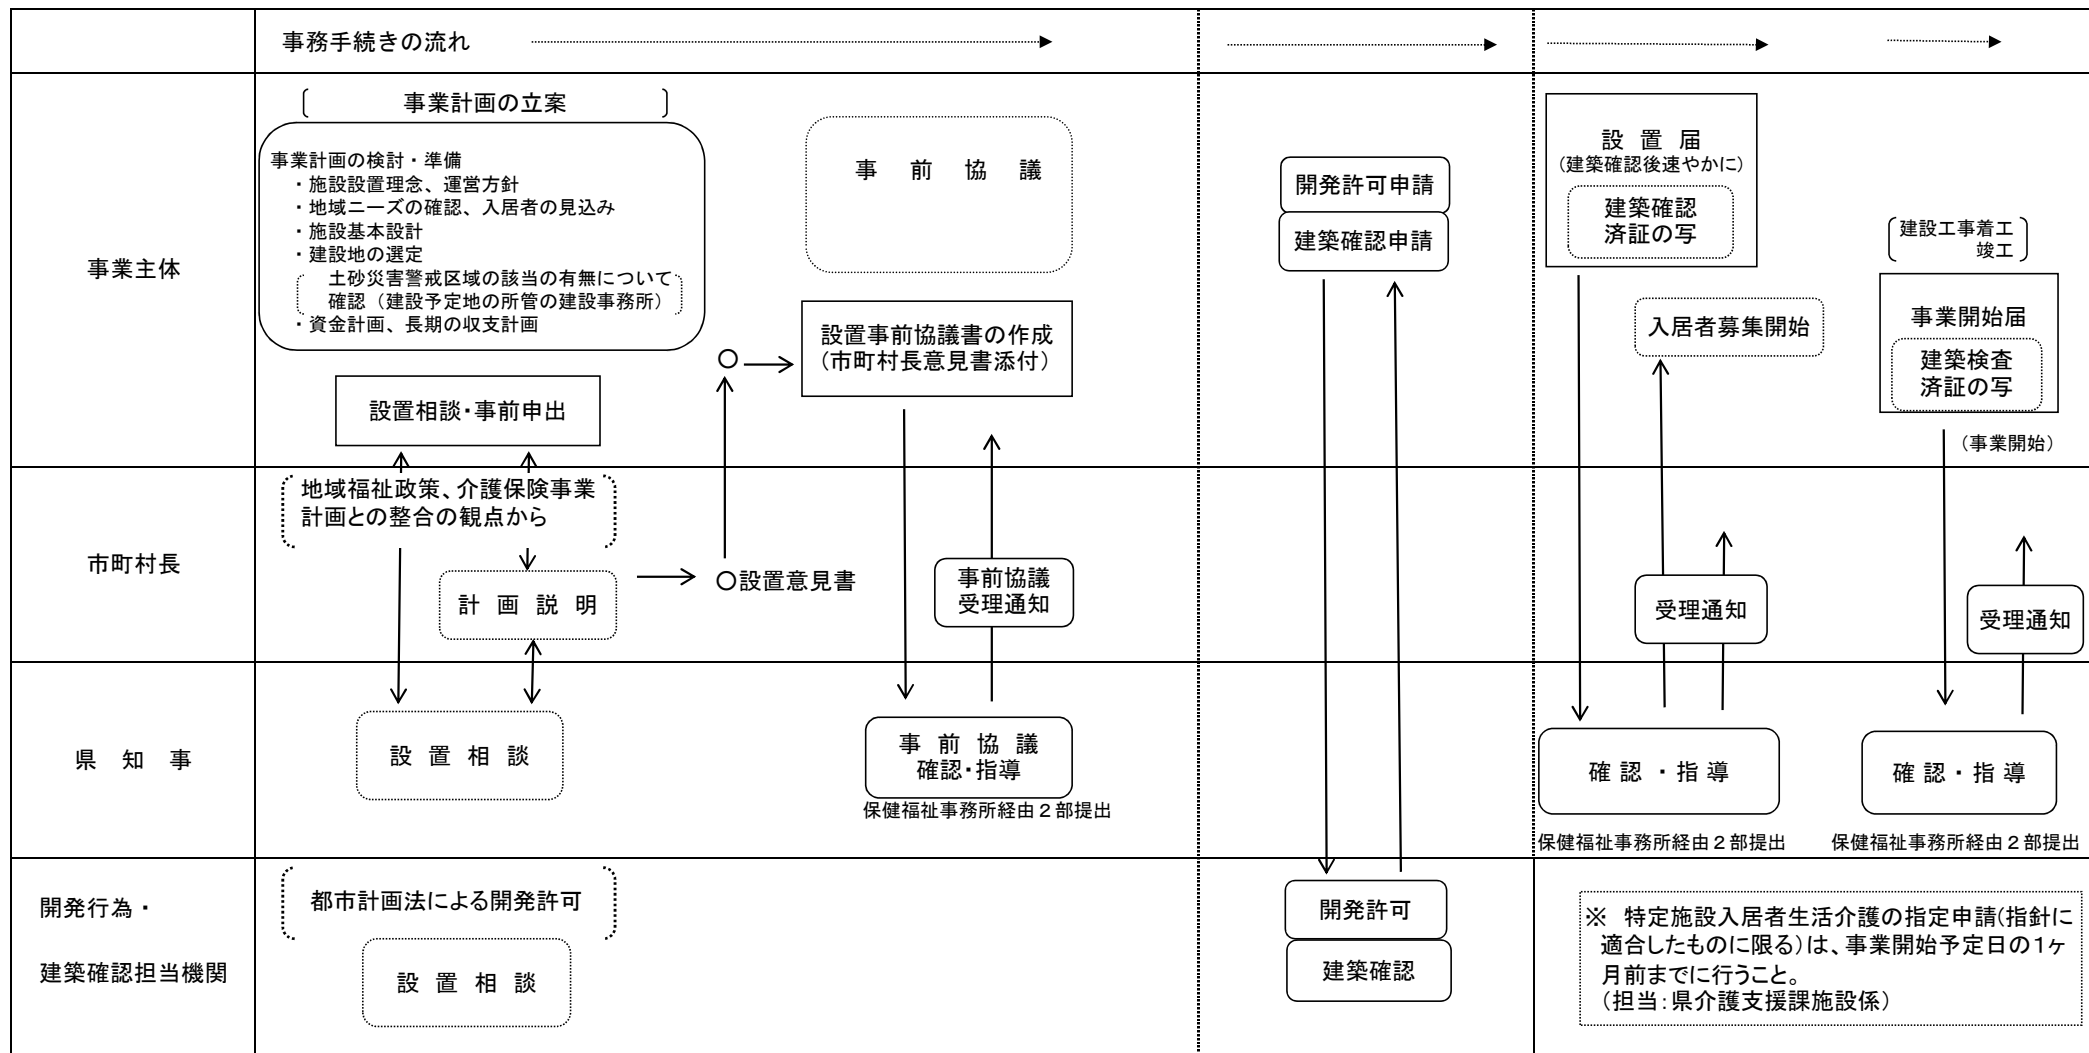 事務手続きの流れ
事業主体
事業計画の立案
事業計画の検討・準備
・施設設置理念、運営方針
・地域ニーズの確認、入居者の見込み
・施設基本設計
・建設地の選定
土砂災害警戒区域の該当の有無について
確認（建設予定地の所管の建設事務所）
・資金計画、長期の収支計画
設置相談・事前申出
事前協議
設置事前協議書の作成
（市町村長意見書添付）
○
開発許可申請
建築確認申請
設置届
（建築確認後速やかに）
建築確認
済証の写
入居者募集開始
建設工事着工
竣工
事業開始届
建築検査
済証の写
（事業開始）
市町村長
地域福祉政策、介護保険事業
計画との整合の観点から
計画説明
○設置意見書
事前協議
受理通知
受理通知
受理通知
県知事
設置相談
事前協議
確認・指導
保健福祉事務所経由２部提出
確認・指導
保健福祉事務所経由２部提出
確認・指導
保健福祉事務所経由２部提出
開発行為・
建築確認担当機関
都市計画法による開発許可
設置相談
開発許可
建築確認
※　特定施設入居者生活介護の指定申請(指針に
適合したものに限る)は、事業開始予定日の1ヶ
月前までに行うこと。
（担当：県介護支援課施設係）